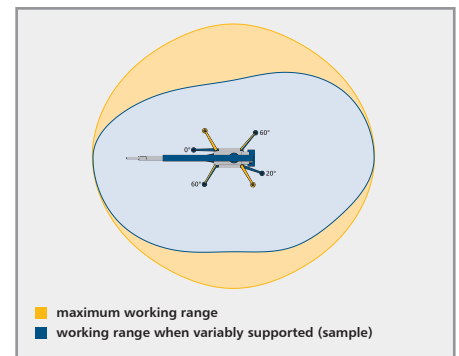 60°
0°
20°
60°
maximum working range
working range when variably supported (sample)